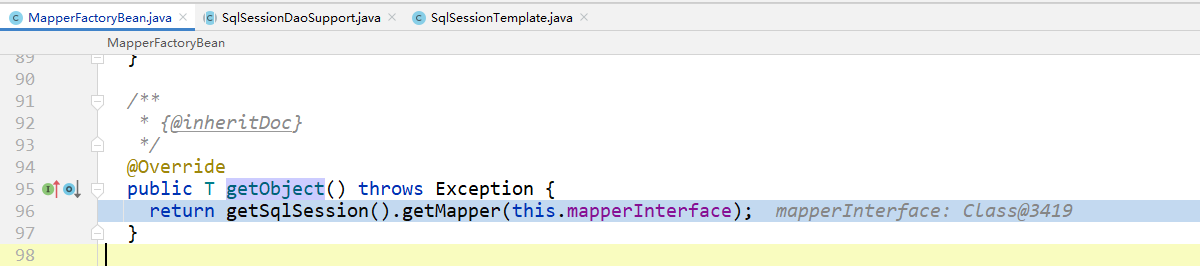 MapperFactoryBean.java × SqlSessionDaoSupport.java × SqlSessionTemplate.java ×
MapperFactoryBean
89 }
90
91 /**
92 * {@inheritDoc}
93 */
94 @Override
95 public T getObject() throws Exception {
96 return getSqlSession().getMapper(this.mapperInterface); mapperInterface: Class@3419
97 }
98